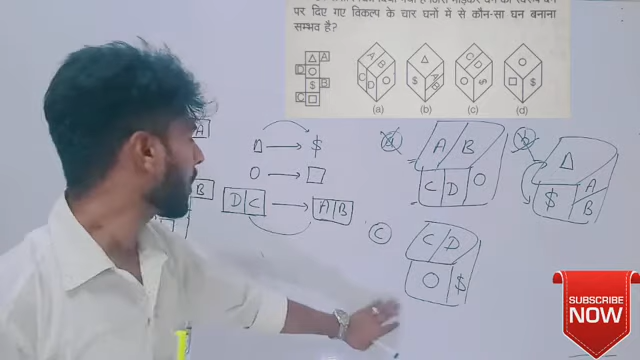 पर दिए गए विकल्प के चार घनों में से कौन-सा घन बनाना
सम्भव है?
△ A
D ○
$ B
C □
A B C D ○
△ $ A B
C D ○ $
○ □ $
(a) (b) (c) (d)
A
B
△ → $
○ → □
D C → A B
a
A B
C D ○
b
△
$ A B
C
C D
○ $
SUBSCRIBE
NOW